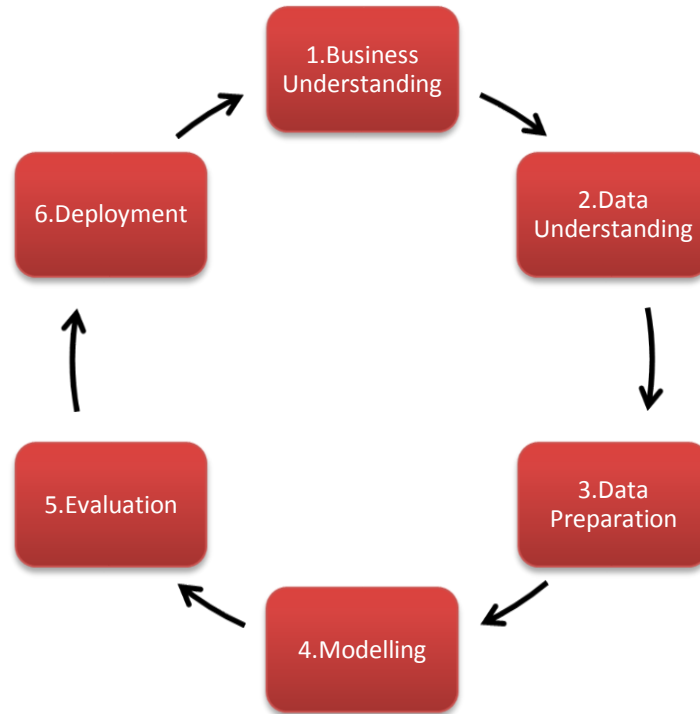 1.Business
Understanding
2.Data
Understanding
3.Data
Preparation
4.Modelling
5.Evaluation
6.Deployment